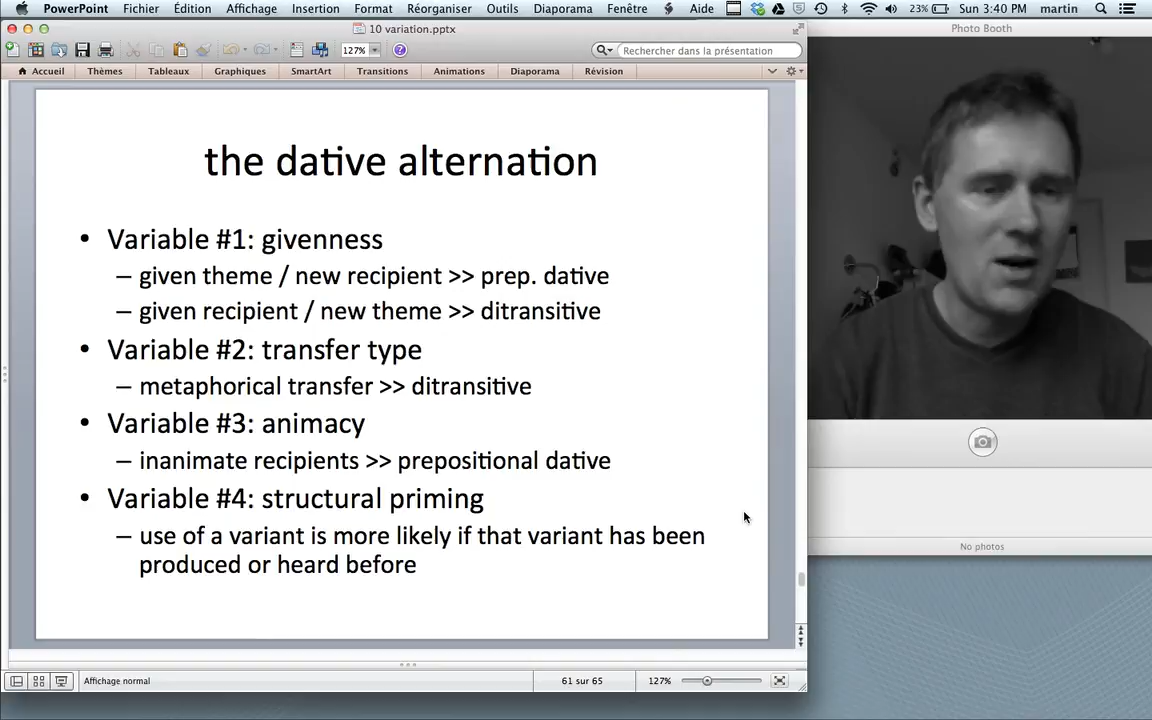 PowerPoint Fichier Édition Affichage Insertion Format Réorganiser Outils Diaporama Fenêtre Aide 23% Sun 3:40 PM martin
10 variation.pptx
Photo Booth
127% Rechercher dans la présentation
Accueil Thèmes Tableaux Graphiques SmartArt Transitions Animations Diaporama Révision
the dative alternation
• Variable #1: givenness
– given theme / new recipient >> prep. dative
– given recipient / new theme >> ditransitive
• Variable #2: transfer type
– metaphorical transfer >> ditransitive
• Variable #3: animacy
– inanimate recipients >> prepositional dative
• Variable #4: structural priming
– use of a variant is more likely if that variant has been
produced or heard before
No photos
Affichage normal 61 sur 65 127%